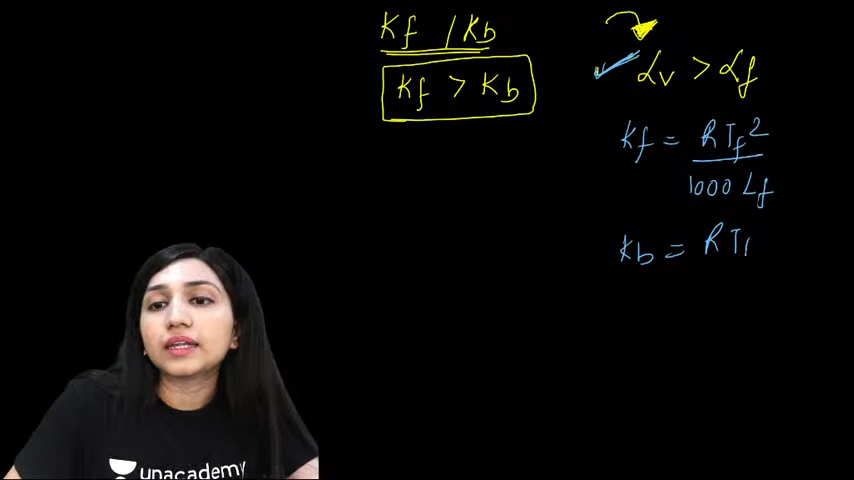 Kf / Kb
Kf > Kb
Lv > Lf
Kf = RTf²
1000 Lf
Kb = RT
unacademy